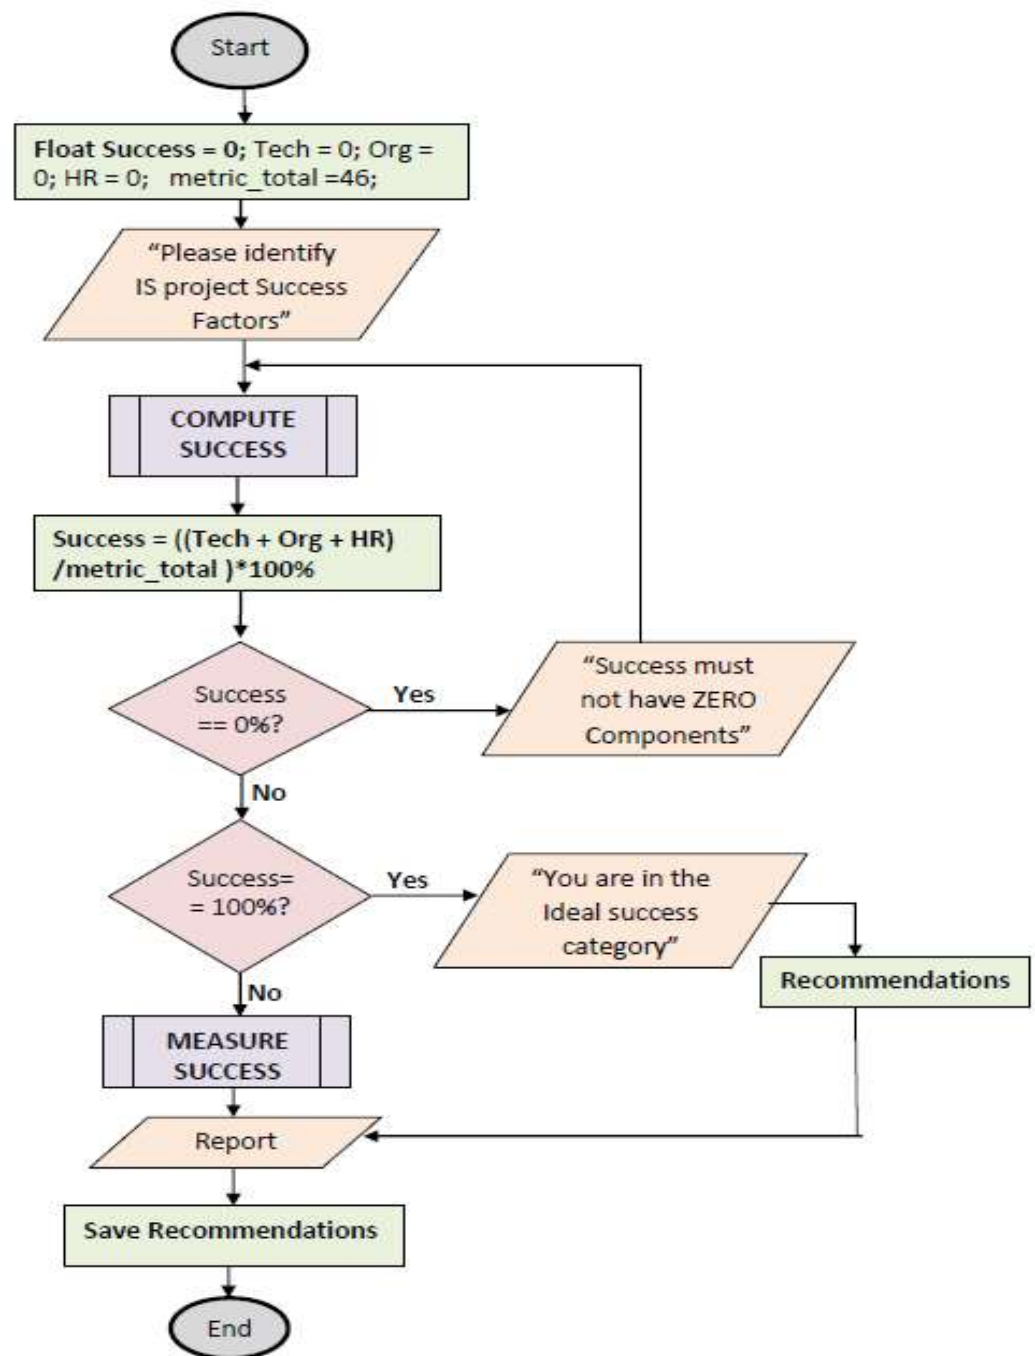 Start
Float Success = 0; Tech = 0; Org =
0; HR = 0;   metric_total =46;
“Please identify
IS project Success
Factors”
COMPUTE
SUCCESS
Success = ((Tech + Org + HR)
/metric_total )*100%
Success
== 0%?
Yes
“Success must
not have ZERO
Components”
No
Success=
= 100%?
Yes
“You are in the
Ideal success
category”
Recommendations
No
MEASURE
SUCCESS
Report
Save Recommendations
End